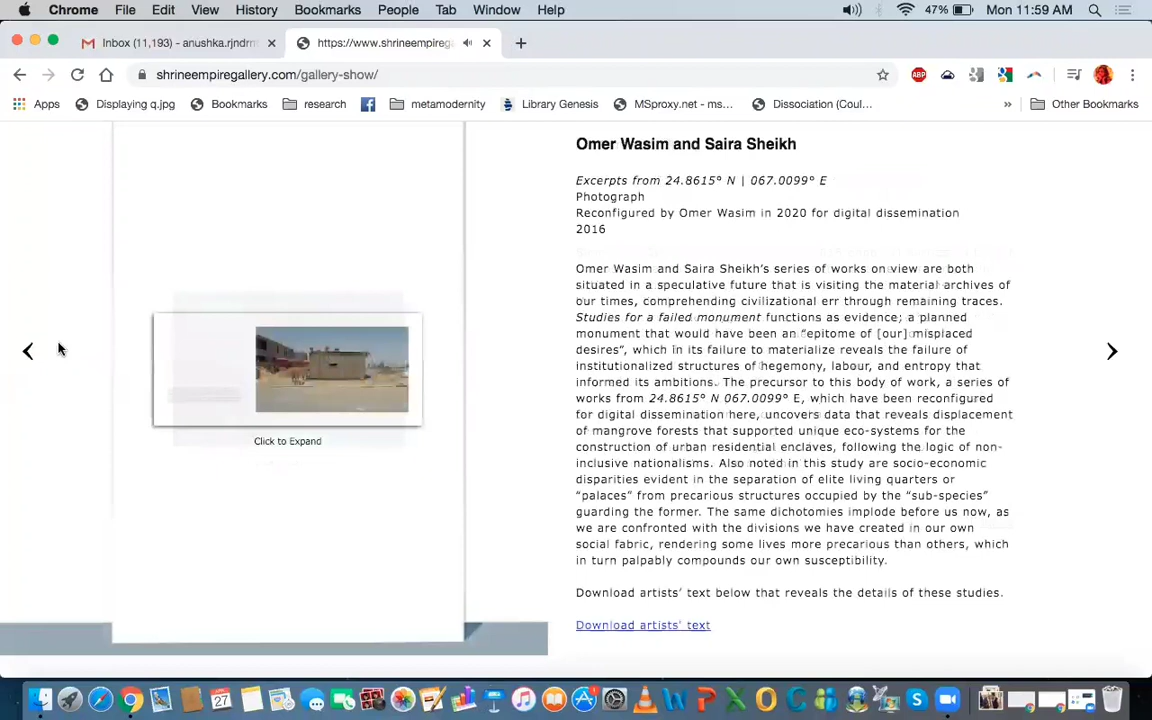 Chrome File Edit View History Bookmarks People Tab Window Help 47% Mon 11:59 AM
Inbox (11,193) - anushka.rjndrn https://www.shrineempirega
shrineempiregallery.com/gallery-show/ ABP
Apps Displaying q.jpg Bookmarks research metamodernity Library Genesis MSproxy.net - ms... Dissociation (Coul... » Other Bookmarks
Omer Wasim and Saira Sheikh
Excerpts from 24.8615° N | 067.0099° E
Photograph
Reconfigured by Omer Wasim in 2020 for digital dissemination
2016
Omer Wasim and Saira Sheikh's series of works on view are both
situated in a speculative future that is visiting the material archives of
our times, comprehending civilizational err through remaining traces.
Studies for a failed monument functions as evidence; a planned
monument that would have been an "epitome of [our] misplaced
desires", which in its failure to materialize reveals the failure of
institutionalized structures of hegemony, labour, and entropy that
informed its ambitions. The precursor to this body of work, a series of
works from 24.8615° N 067.0099° E, which have been reconfigured
for digital dissemination here, uncovers data that reveals displacement
of mangrove forests that supported unique eco-systems for the
construction of urban residential enclaves, following the logic of non-
inclusive nationalisms. Also noted in this study are socio-economic
disparities evident in the separation of elite living quarters or
"palaces" from precarious structures occupied by the "sub-species"
guarding the former. The same dichotomies implode before us now, as
we are confronted with the divisions we have created in our own
social fabric, rendering some lives more precarious than others, which
in turn palpably compounds our own susceptibility.
Download artists' text below that reveals the details of these studies.
Download artists' text
Click to Expand